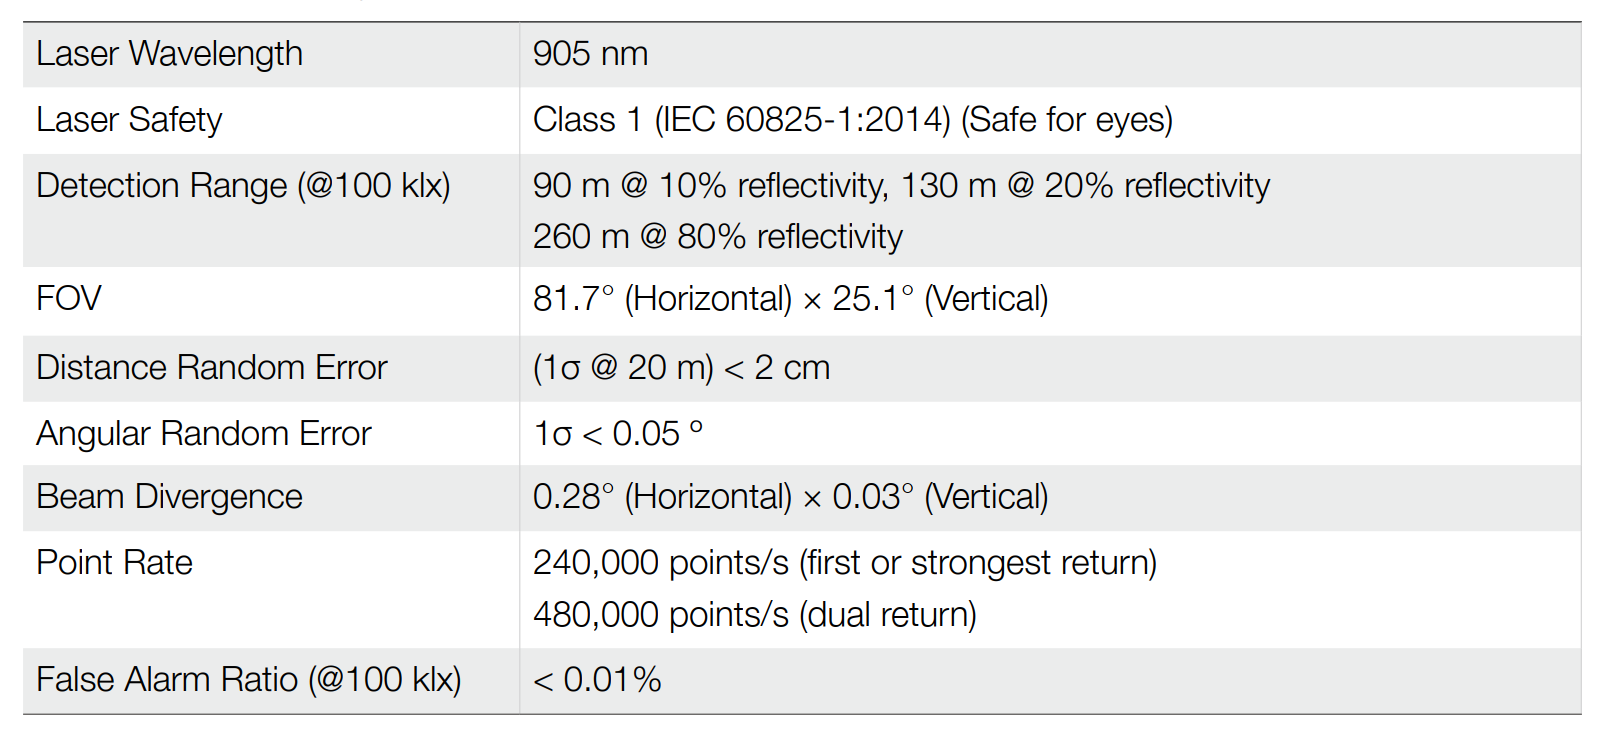 Laser Wavelength 905 nm
Laser Safety Class 1 (IEC 60825-1:2014) (Safe for eyes)
Detection Range (@100 klx) 90 m @ 10% reflectivity, 130 m @ 20% reflectivity
260 m @ 80% reflectivity
FOV 81.7° (Horizontal) × 25.1° (Vertical)
Distance Random Error (1σ @ 20 m) < 2 cm
Angular Random Error 1σ < 0.05 º
Beam Divergence 0.28° (Horizontal) × 0.03° (Vertical)
Point Rate 240,000 points/s (first or strongest return)
480,000 points/s (dual return)
False Alarm Ratio (@100 klx) < 0.01%